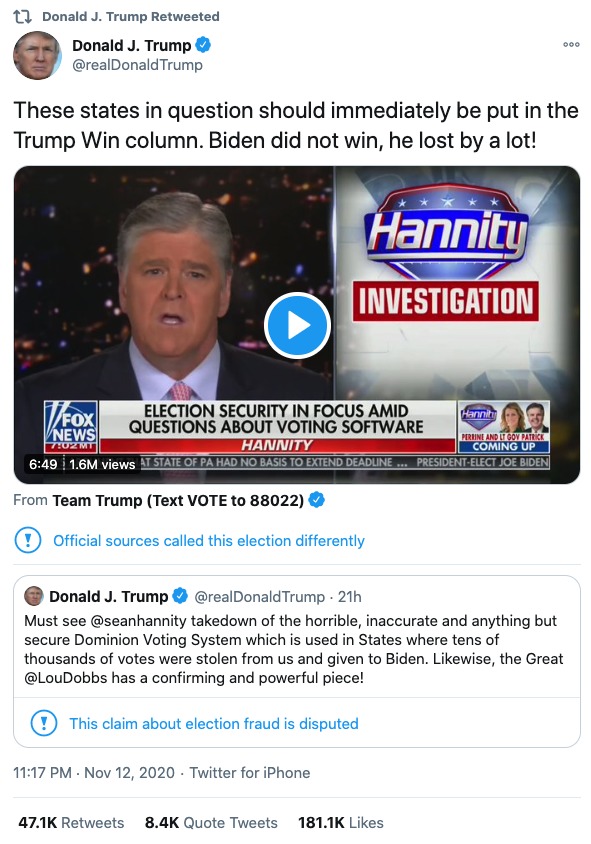 Donald J. Trump Retweeted
Donald J. Trump
@realDonaldTrump
These states in question should immediately be put in the
Trump Win column. Biden did not win, he lost by a lot!
Hannity
INVESTIGATION
FOX
NEWS
7:02 MT
ELECTION SECURITY IN FOCUS AMID
QUESTIONS ABOUT VOTING SOFTWARE
HANNITY
Hannity
PERRINE AND LT GOV PATRICK
COMING UP
6:49 1.6M views
AT STATE OF PA HAD NO BASIS TO EXTEND DEADLINE ... PRESIDENT-ELECT JOE BIDEN
From Team Trump (Text VOTE to 88022)
Official sources called this election differently
Donald J. Trump @realDonaldTrump · 21h
Must see @seanhannity takedown of the horrible, inaccurate and anything but
secure Dominion Voting System which is used in States where tens of
thousands of votes were stolen from us and given to Biden. Likewise, the Great
@LouDobbs has a confirming and powerful piece!
This claim about election fraud is disputed
11:17 PM · Nov 12, 2020 · Twitter for iPhone
47.1K Retweets 8.4K Quote Tweets 181.1K Likes